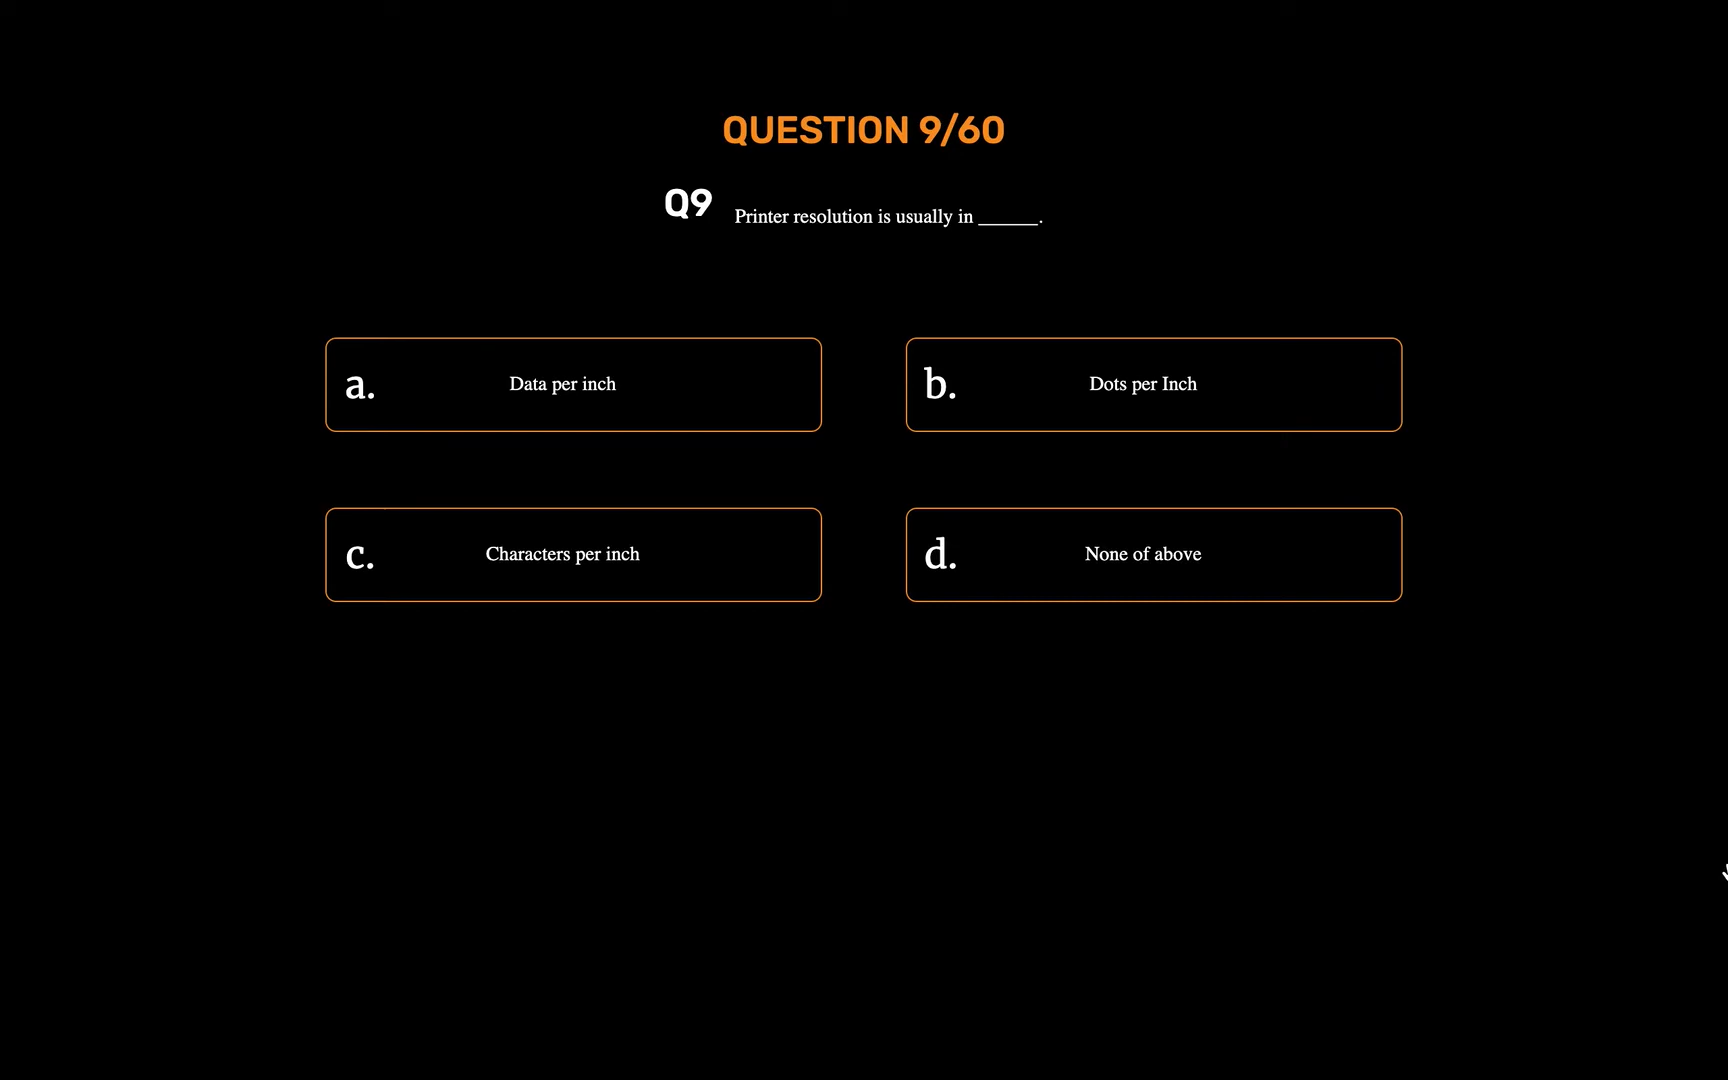 QUESTION 9/60
Q9 Printer resolution is usually in ______.
a. Data per inch
b. Dots per Inch
c. Characters per inch
d. None of above